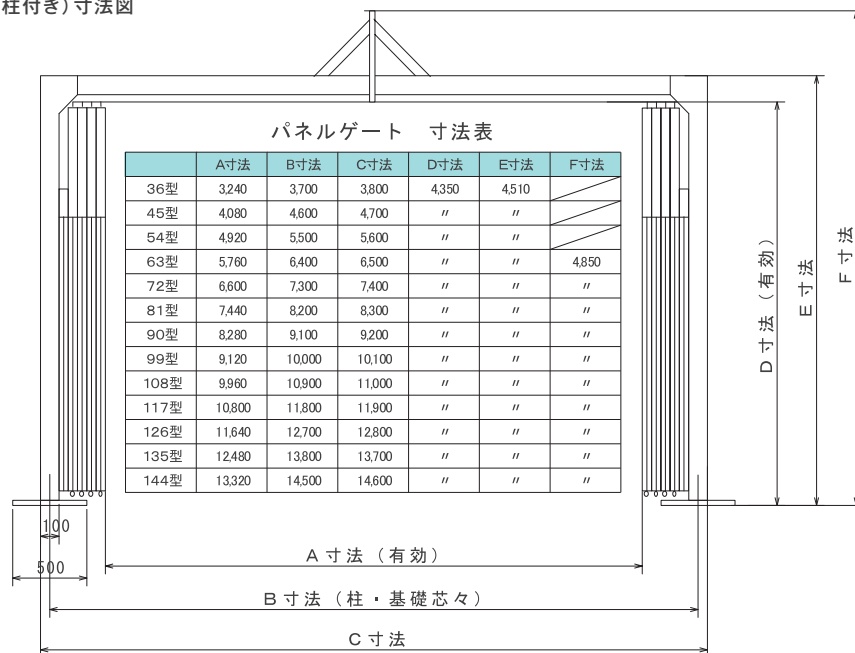 柱付き）寸法図
パネルゲート 寸法表
A寸法 B寸法 C寸法 D寸法 E寸法 F寸法
36型 3,240 3,700 3,800 4,350 4,510
45型 4,080 4,600 4,700 〃 〃
54型 4,920 5,500 5,600 〃 〃
63型 5,760 6,400 6,500 〃 〃 4,850
72型 6,600 7,300 7,400 〃 〃 〃
81型 7,440 8,200 8,300 〃 〃 〃
90型 8,280 9,100 9,200 〃 〃 〃
99型 9,120 10,000 10,100 〃 〃 〃
108型 9,960 10,900 11,000 〃 〃 〃
117型 10,800 11,800 11,900 〃 〃 〃
126型 11,640 12,700 12,800 〃 〃 〃
135型 12,480 13,800 13,700 〃 〃 〃
144型 13,320 14,500 14,600 〃 〃 〃
D寸法（有効）
E寸法
F寸法
100
500
A寸法（有効）
B寸法（柱・基礎芯々）
C寸法